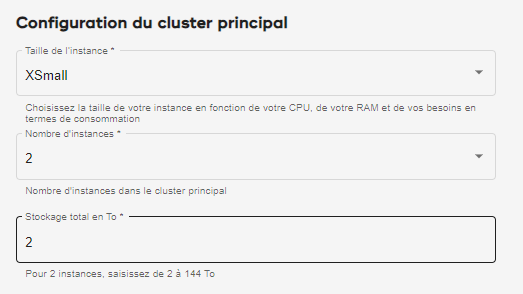 Configuration du cluster principal
Taille de l'instance *
XSmall
Choisissez la taille de votre instance en fonction de votre CPU, de votre RAM et de vos besoins en
termes de consommation
Nombre d'instances *
2
Nombre d'instances dans le cluster principal
Stockage total en To *
2
Pour 2 instances, saisissez de 2 à 144 To